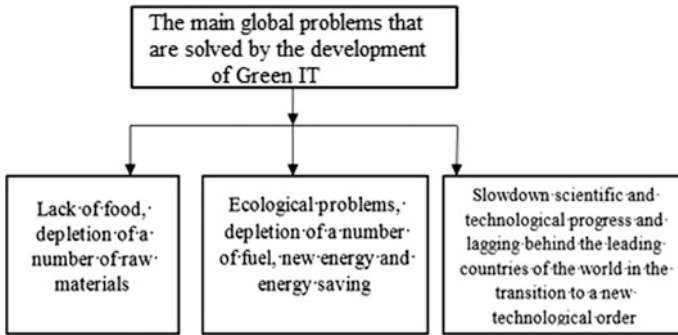 The main global problems that
are solved by the development
of Green IT
Lack·of·food,·
depletion·of·a·
number·of·raw·
materials
Ecological·problems,·
depletion·of·a·number·
of·fuel,·new·energy·and·
energy·saving
Slowdown·scientific·and·
technological·progress·and·
lagging·behind·the·leading·
countries·of·the·world·in·the·
transition·to·a·new·
technological·order